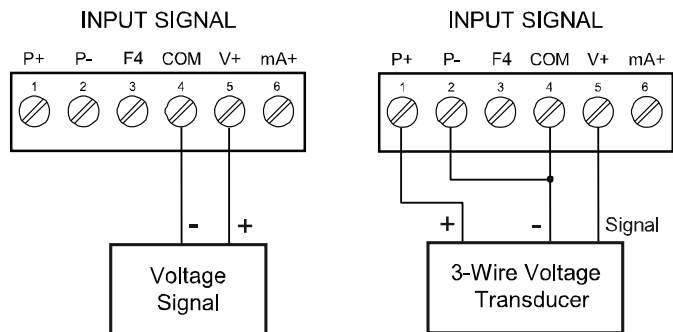 INPUT SIGNAL
P+ P- F4 COM V+ mA+
1 2 3 4 5 6
- +
Voltage
Signal
INPUT SIGNAL
P+ P- F4 COM V+ mA+
1 2 3 4 5 6
+ - Signal
3-Wire Voltage
Transducer